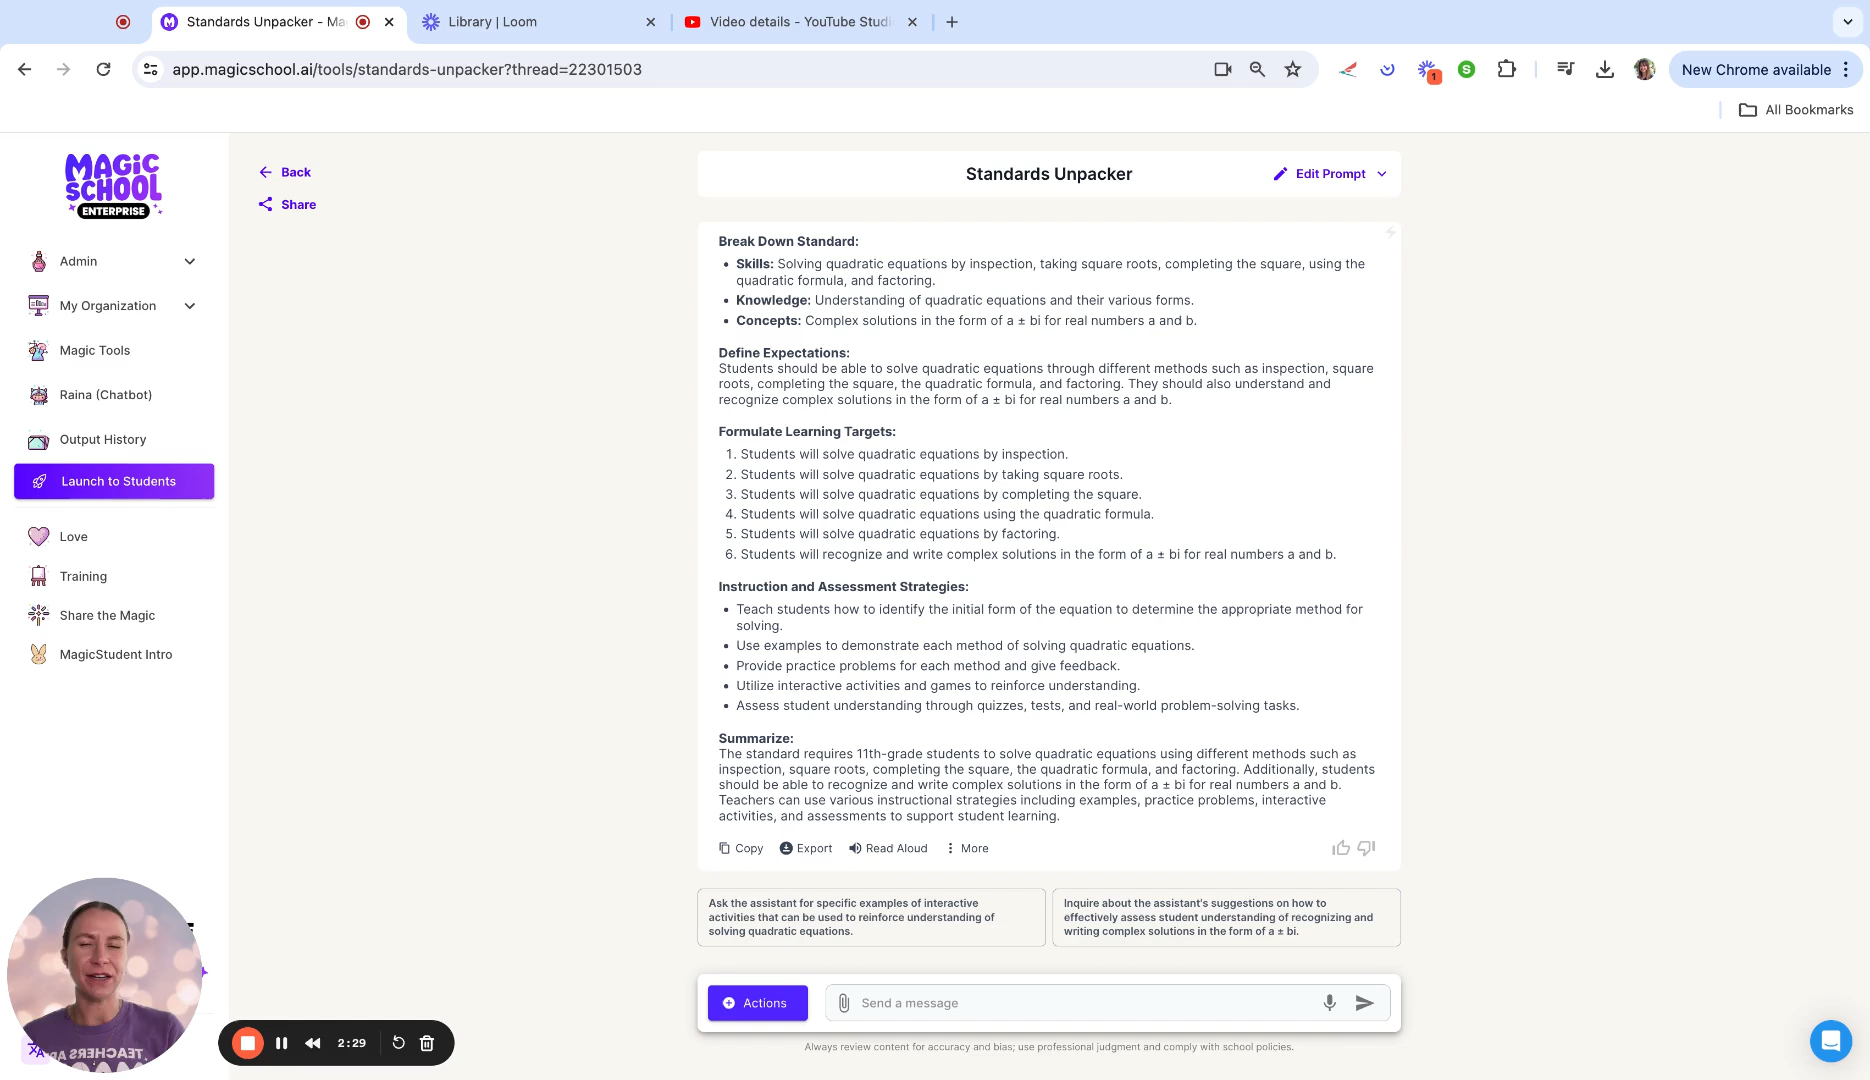 Standards Unpacker - Ma
Library | Loom
Video details - YouTube Studi
app.magicschool.ai/tools/standards-unpacker?thread=22301503
1
S
New Chrome available
All Bookmarks
MAGIC
SCHOOL
ENTERPRISE
Admin
My Organization
Magic Tools
Raina (Chatbot)
Output History
Launch to Students
Love
Training
Share the Magic
MagicStudent Intro
Back
Share
Standards Unpacker
Edit Prompt
Break Down Standard:
• Skills: Solving quadratic equations by inspection, taking square roots, completing the square, using the
quadratic formula, and factoring.
• Knowledge: Understanding of quadratic equations and their various forms.
• Concepts: Complex solutions in the form of a ± bi for real numbers a and b.
Define Expectations:
Students should be able to solve quadratic equations through different methods such as inspection, square
roots, completing the square, the quadratic formula, and factoring. They should also understand and
recognize complex solutions in the form of a ± bi for real numbers a and b.
Formulate Learning Targets:
1. Students will solve quadratic equations by inspection.
2. Students will solve quadratic equations by taking square roots.
3. Students will solve quadratic equations by completing the square.
4. Students will solve quadratic equations using the quadratic formula.
5. Students will solve quadratic equations by factoring.
6. Students will recognize and write complex solutions in the form of a ± bi for real numbers a and b.
Instruction and Assessment Strategies:
• Teach students how to identify the initial form of the equation to determine the appropriate method for
solving.
• Use examples to demonstrate each method of solving quadratic equations.
• Provide practice problems for each method and give feedback.
• Utilize interactive activities and games to reinforce understanding.
• Assess student understanding through quizzes, tests, and real-world problem-solving tasks.
Summarize:
The standard requires 11th-grade students to solve quadratic equations using different methods such as
inspection, square roots, completing the square, the quadratic formula, and factoring. Additionally, students
should be able to recognize and write complex solutions in the form of a ± bi for real numbers a and b.
Teachers can use various instructional strategies including examples, practice problems, interactive
activities, and assessments to support student learning.
Copy
Export
Read Aloud
More
Ask the assistant for specific examples of interactive
activities that can be used to reinforce understanding of
solving quadratic equations.
Inquire about the assistant's suggestions on how to
effectively assess student understanding of recognizing and
writing complex solutions in the form of a ± bi.
Actions
Send a message
Always review content for accuracy and bias; use professional judgment and comply with school policies.
TEACHERS
2:29